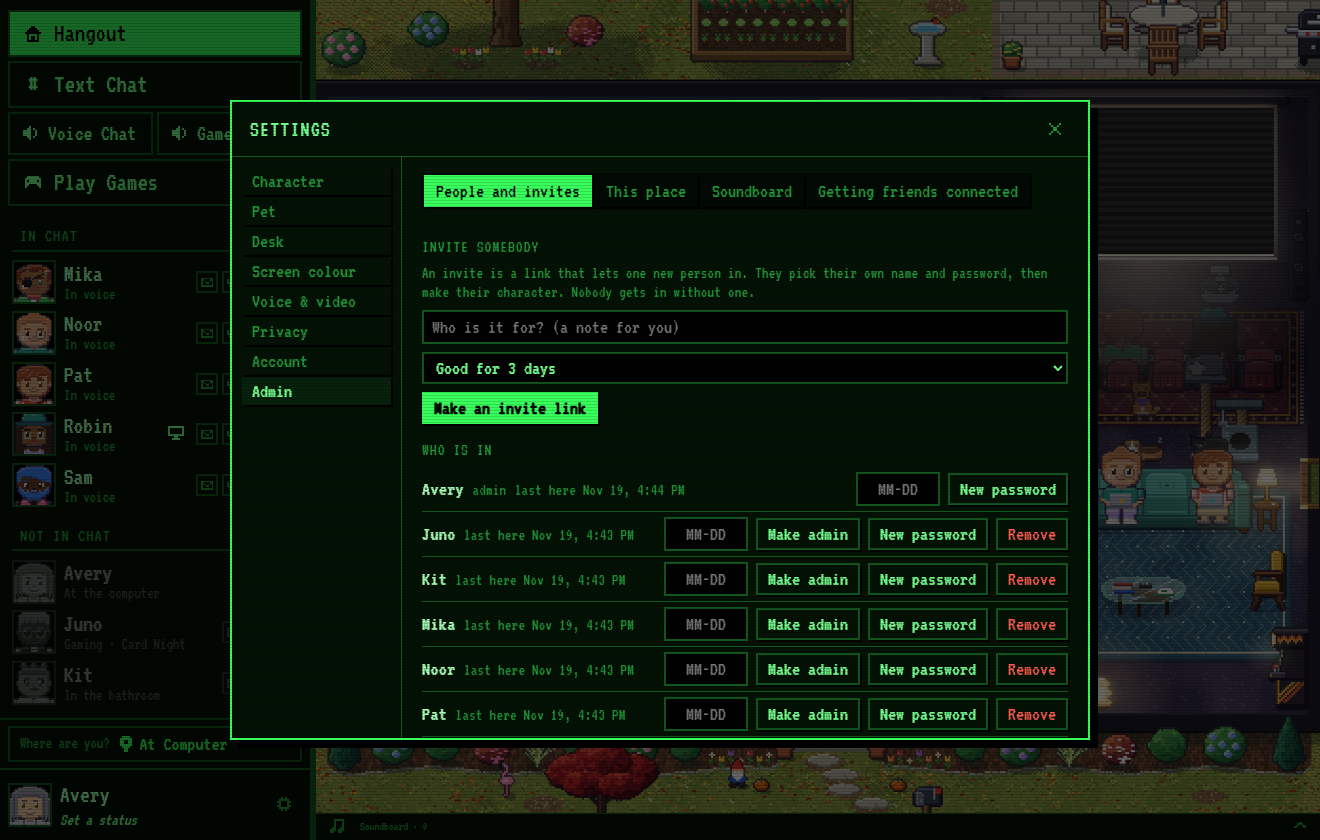 Hangout
# Text Chat
Voice Chat
Game
Play Games
IN CHAT
Mika
In voice
Noor
In voice
Pat
In voice
Robin
In voice
Sam
In voice
NOT IN CHAT
Avery
At the computer
Juno
Gaming · Card Night
Kit
In the bathroom
Where are you? At Computer
Avery
Set a status
SETTINGS
Character
Pet
Desk
Screen colour
Voice & video
Privacy
Account
Admin
People and invites This place Soundboard Getting friends connected
INVITE SOMEBODY
An invite is a link that lets one new person in. They pick their own name and password, then
make their character. Nobody gets in without one.
Who is it for? (a note for you)
Good for 3 days
Make an invite link
WHO IS IN
Avery admin last here Nov 19, 4:44 PM MM-DD New password
Juno last here Nov 19, 4:43 PM MM-DD Make admin New password Remove
Kit last here Nov 19, 4:43 PM MM-DD Make admin New password Remove
Mika last here Nov 19, 4:43 PM MM-DD Make admin New password Remove
Noor last here Nov 19, 4:43 PM MM-DD Make admin New password Remove
Pat last here Nov 19, 4:43 PM MM-DD Make admin New password Remove
Soundboard ·